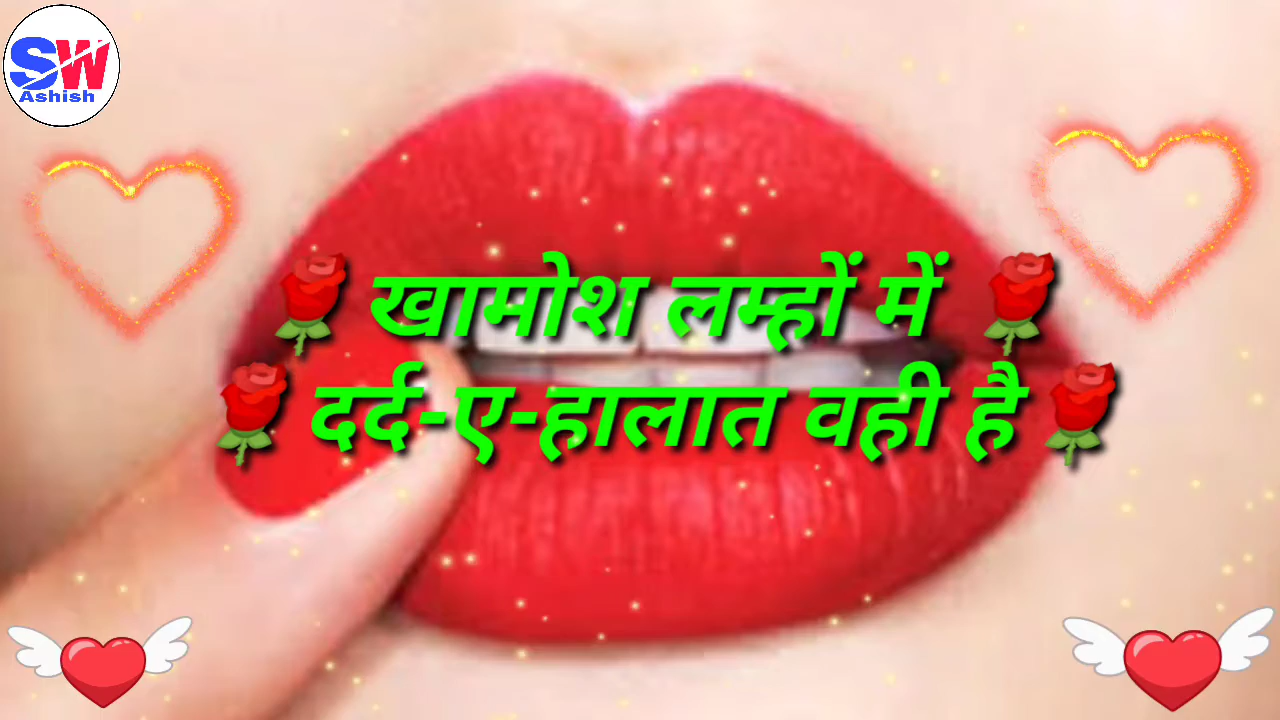 SW
Ashish
🌹 खामोश लम्हों में 🌹
🌹 दर्द-ए-हालात वही है 🌹